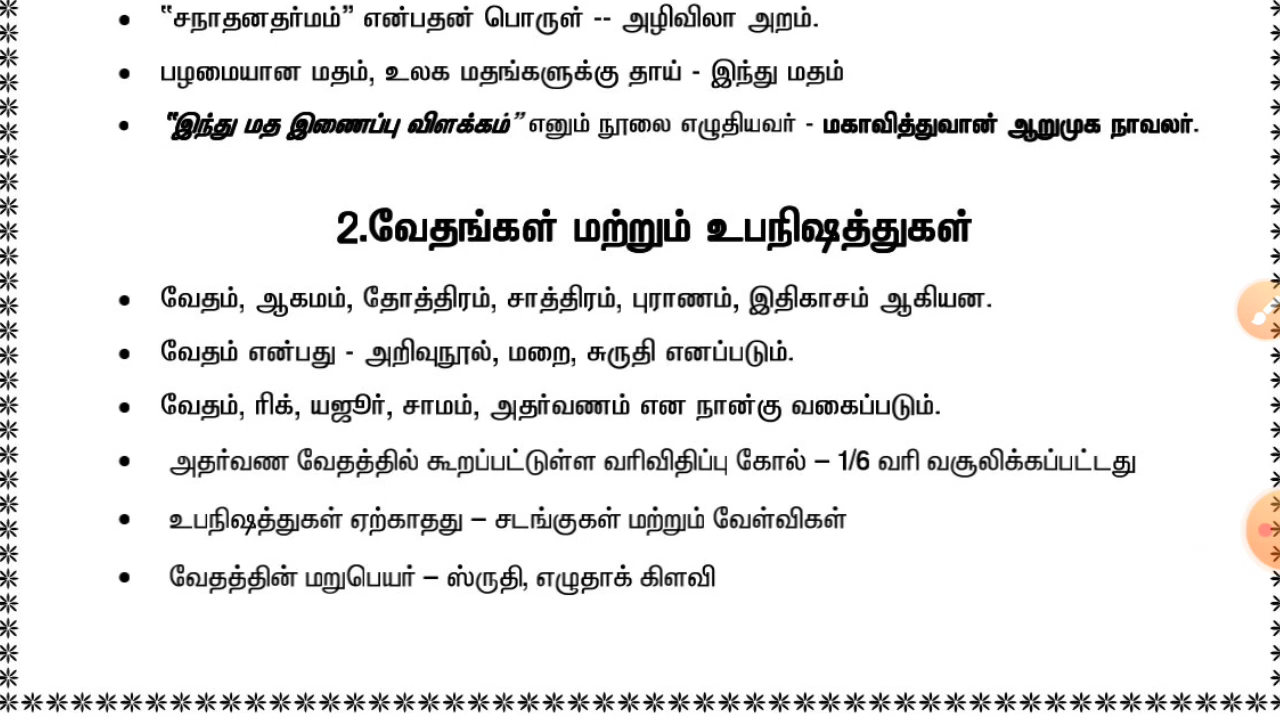 • “சநாதனதர்மம்” என்பதன் பொருள் -- அழிவிலா அறம்.
• பழமையான மதம், உலக மதங்களுக்கு தாய் - இந்து மதம்
• “இந்து மத இணைப்பு விளக்கம்” எனும் நூலை எழுதியவர் - மகாவித்துவான் ஆறுமுக நாவலர்.
2.வேதங்கள் மற்றும் உபநிஷத்துகள்
• வேதம், ஆகமம், தோத்திரம், சாத்திரம், புராணம், இதிகாசம் ஆகியன.
• வேதம் என்பது - அறிவுநூல், மறை, சுருதி எனப்படும்.
• வேதம், ரிக், யஜூர், சாமம், அதர்வணம் என நான்கு வகைப்படும்.
• அதர்வண வேதத்தில் கூறப்பட்டுள்ள வரிவிதிப்பு கோல் – 1/6 வரி வசூலிக்கப்பட்டது
• உபநிஷத்துகள் ஏற்காதது – சடங்குகள் மற்றும் வேள்விகள்
• வேதத்தின் மறுபெயர் – ஸ்ருதி, எழுதாக் கிளவி